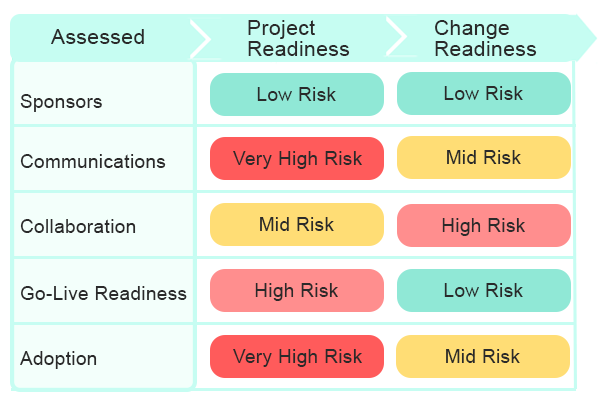 Assessed
Project
Readiness
Change
Readiness
Sponsors
Low Risk
Low Risk
Communications
Very High Risk
Mid Risk
Collaboration
Mid Risk
High Risk
Go-Live Readiness
High Risk
Low Risk
Adoption
Very High Risk
Mid Risk